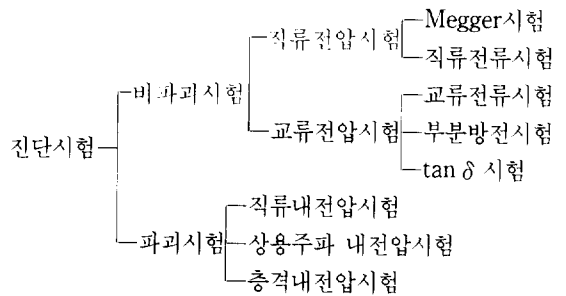 Megger시험
직류전압시험
직류전류시험
비파괴시험
교류전류시험
교류전압시험
부분방전시험
진단시험
tan δ 시험
직류내전압시험
파괴시험
상용주파 내전압시험
충격내전압시험